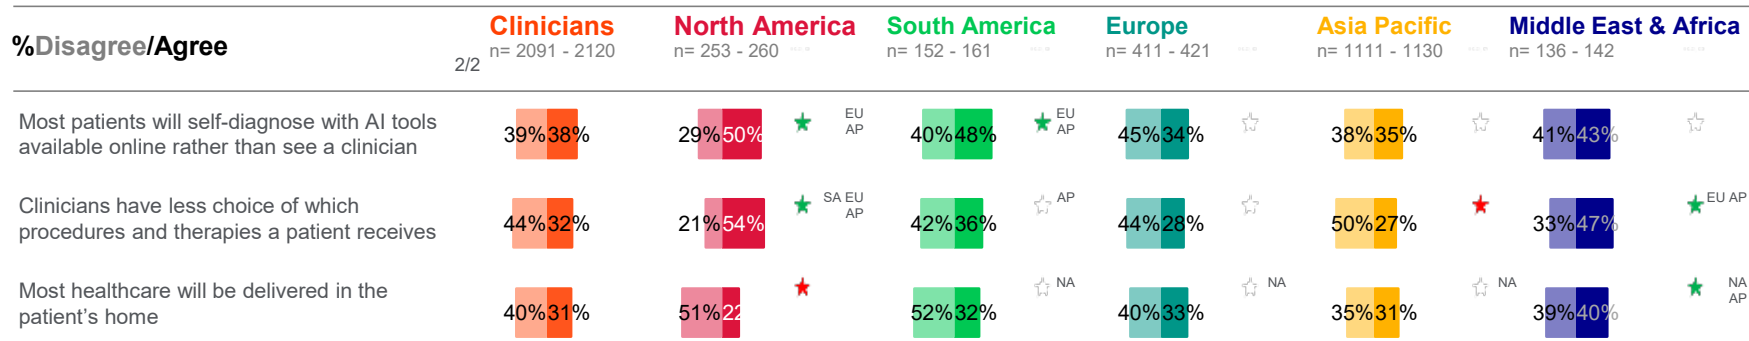 Clinicians North America South America Europe Asia Pacific Middle East & Africa
%Disagree/Agree
n= 2091 - 2120 n= 253 - 260 n= 152 - 161 n= 411 - 421 n= 1111 - 1130 n= 136 - 142
2/2
Most patients will self-diagnose with AI tools
available online rather than see a clinician
39% 38% 29% 50% EU
AP
40% 48% EU
AP
45% 34% 38% 35% 41% 43%
Clinicians have less choice of which
procedures and therapies a patient receives
44% 32% 21% 54% SA EU
AP
42% 36% AP 44% 28% 50% 27% 33% 47% EU AP
Most healthcare will be delivered in the
patient's home
40% 31% 51% 22 52% 32% NA 40% 33% NA 35% 31% NA 39% 40% NA
AP